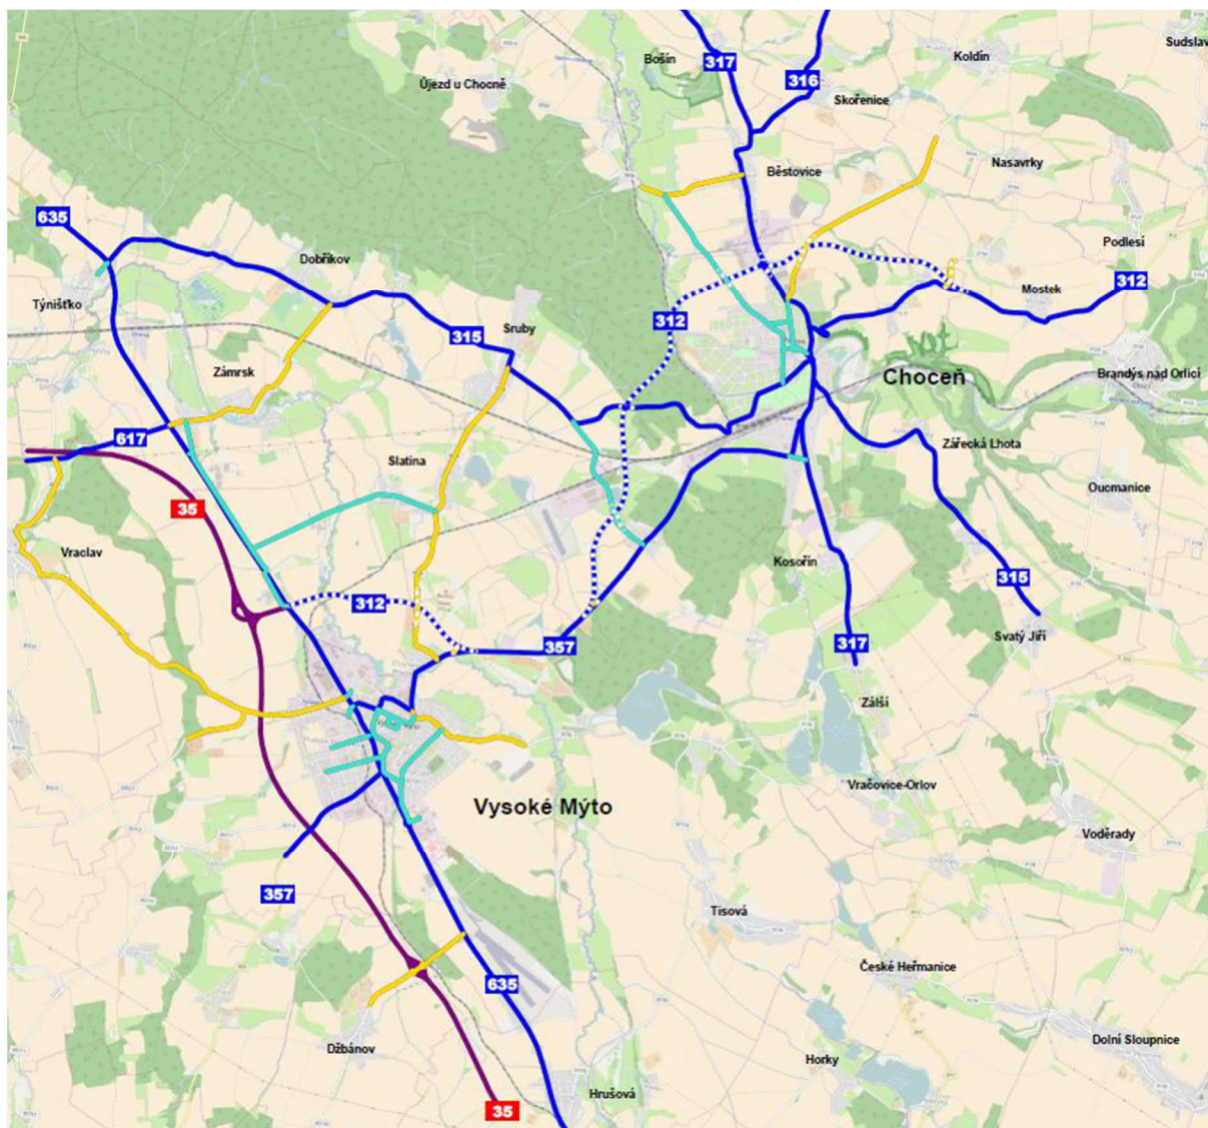 Bošín
317
Koldín
Sudslav
Újezd u Chocně
316
Skořenice
Běstovice
Nasavrky
635
Podlesí
Dobříkov
312
Týnišťko
Mostek
312
315
Sruby
Zámrsk
Choceň
Brandýs nad Orlicí
617
Zářecká Lhota
Slatina
Oucmanice
35
Vraclav
Kosořín
315
312
Svatý Jiří
357
317
Zálší
Vračovice-Orlov
Vysoké Mýto
Voděrady
357
Tisová
České Heřmanice
635
Džbánov
Dolní Sloupnice
Horky
Hrušová
35